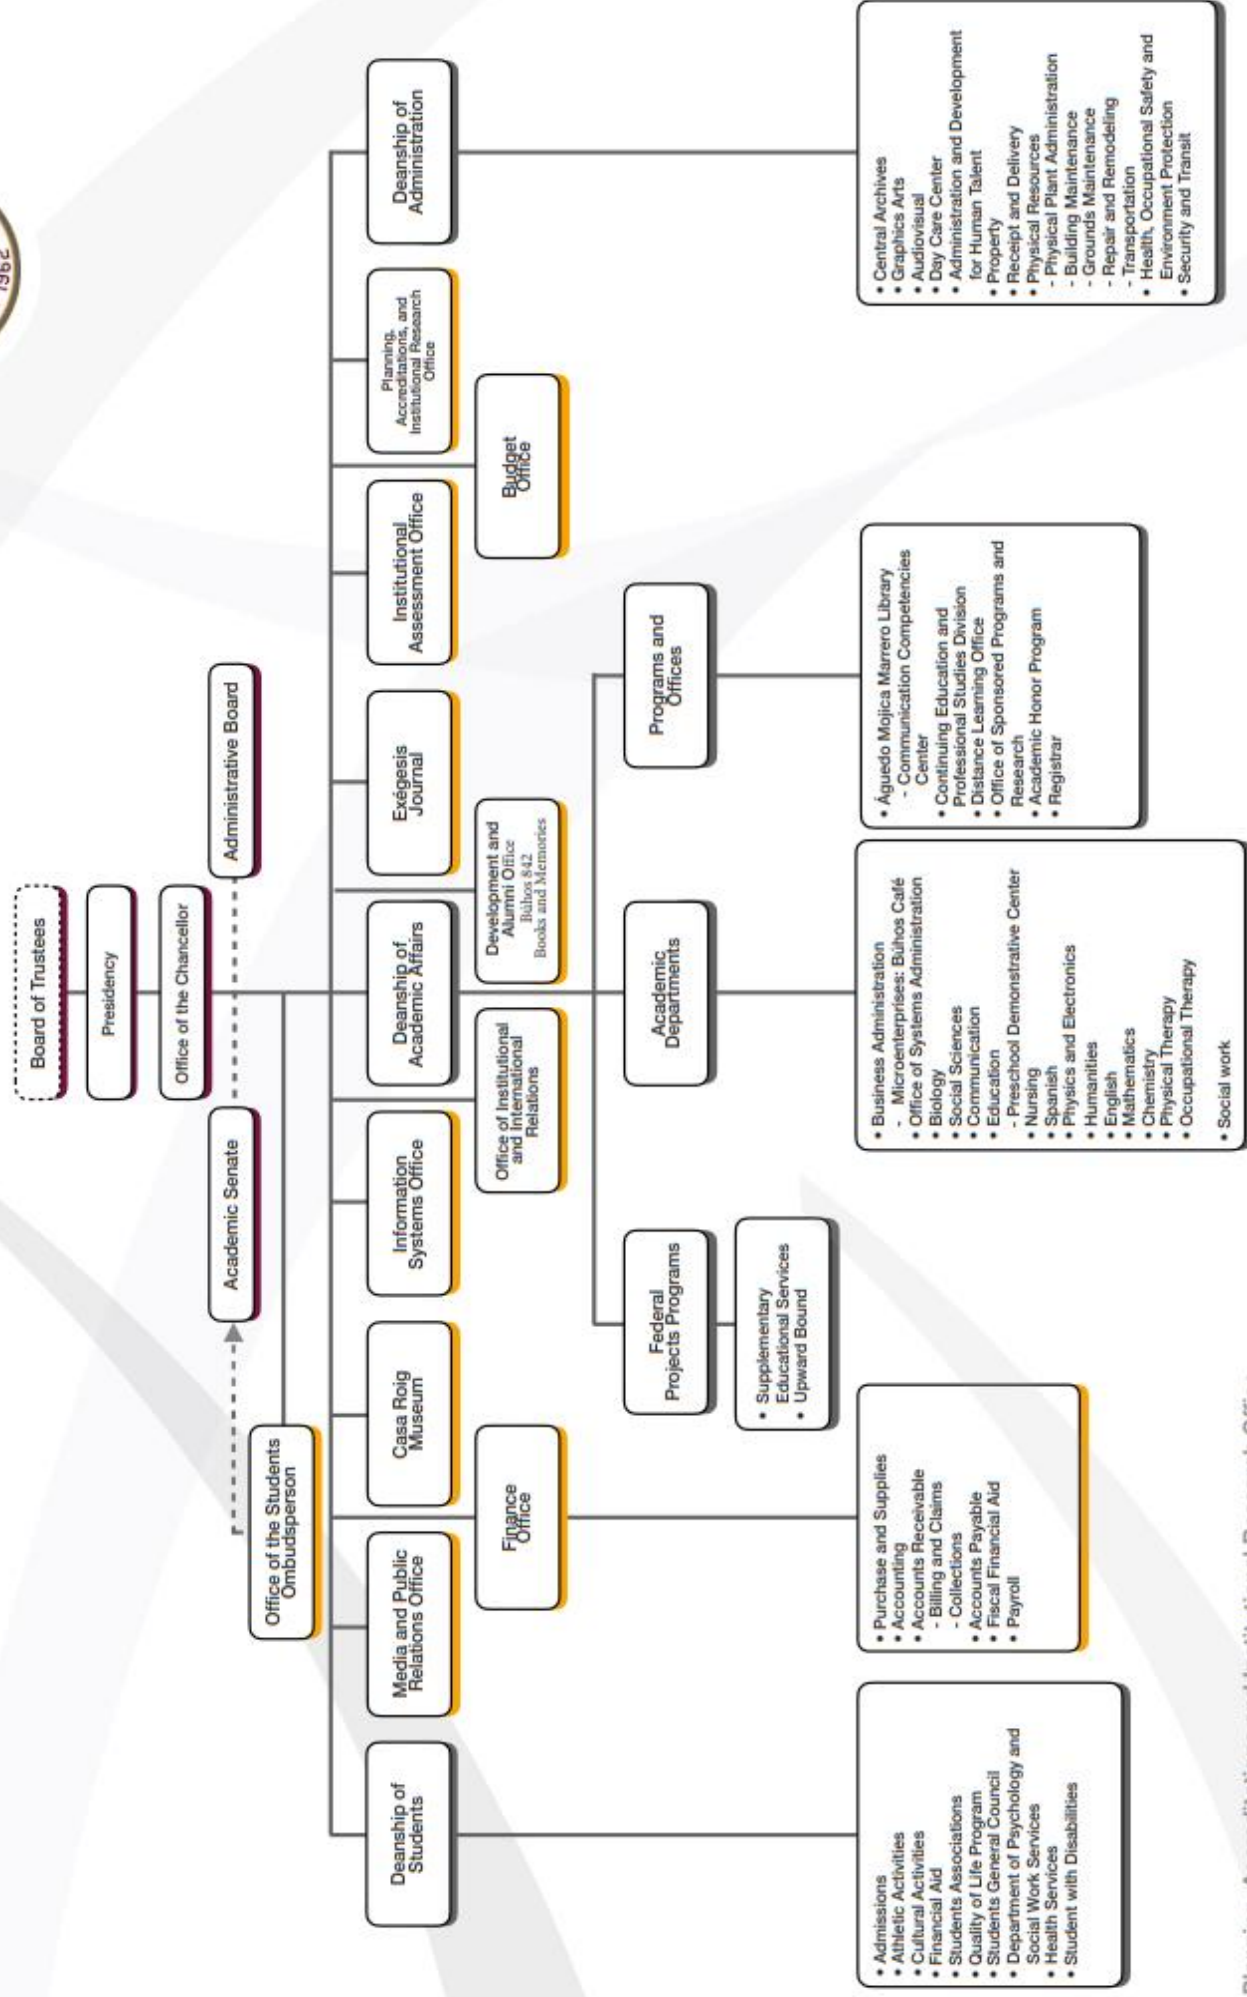 1962
Board of Trustees
Presidency
Office of the Chancellor
Academic Senate
Administrative Board
Office of the Students
Ombudsperson
Deanship of
Students
Media and Public
Relations Office
Casa Roig
Museum
Information
Systems Office
Deanship of
Academic Affairs
Exégesis
Journal
Institutional
Assessment Office
Planning,
Accreditations, and
Institutional Research
Office
Deanship of
Administration
Finance
Office
Office of Institutional
and International
Relations
Development and
Alumni Office
Búhos 842
Books and Memories
Budget
Office
Federal
Projects Programs
Academic
Departments
Programs and
Offices
• Supplementary
Educational Services
• Upward Bound
• Admissions
• Athletic Activities
• Cultural Activities
• Financial Aid
• Students Associations
• Quality of Life Program
• Students General Council
• Department of Psychology and
Social Work Services
• Health Services
• Student with Disabilities
• Purchase and Supplies
• Accounting
• Accounts Receivable
- Billing and Claims
- Collections
• Accounts Payable
• Fiscal Financial Aid
• Payroll
• Business Administration
- Microenterprises: Búhos Café
• Office of Systems Administration
• Biology
• Social Sciences
• Communication
• Education
- Preschool Demonstrative Center
• Nursing
• Spanish
• Physics and Electronics
• Humanities
• English
• Mathematics
• Chemistry
• Physical Therapy
• Occupational Therapy
• Social work
• Águedo Mojica Marrero Library
- Communication Competencies
Center
• Continuing Education and
Professional Studies Division
• Distance Learning Office
• Office of Sponsored Programs and
Research
• Academic Honor Program
• Registrar
• Central Archives
• Graphics Arts
• Audiovisual
• Day Care Center
• Administration and Development
for Human Talent
• Property
• Receipt and Delivery
• Physical Resources
- Physical Plant Administration
- Building Maintenance
- Grounds Maintenance
- Repair and Remodeling
- Transportation
• Health, Occupational Safety and
Environment Protection
• Security and Transit